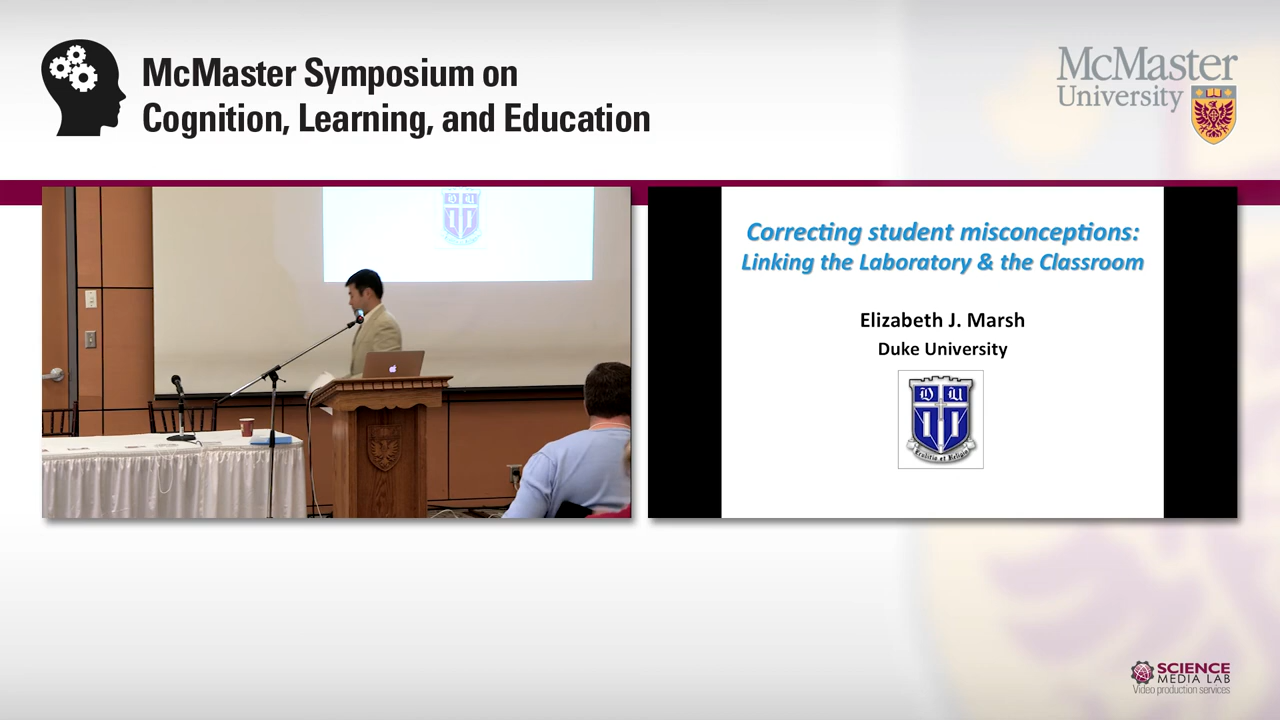 McMaster Symposium on
Cognition, Learning, and Education
McMaster
University
Correcting student misconceptions:
Linking the Laboratory & the Classroom
Elizabeth J. Marsh
Duke University
D U
SCIENCE
MEDIA LAB
Video production services